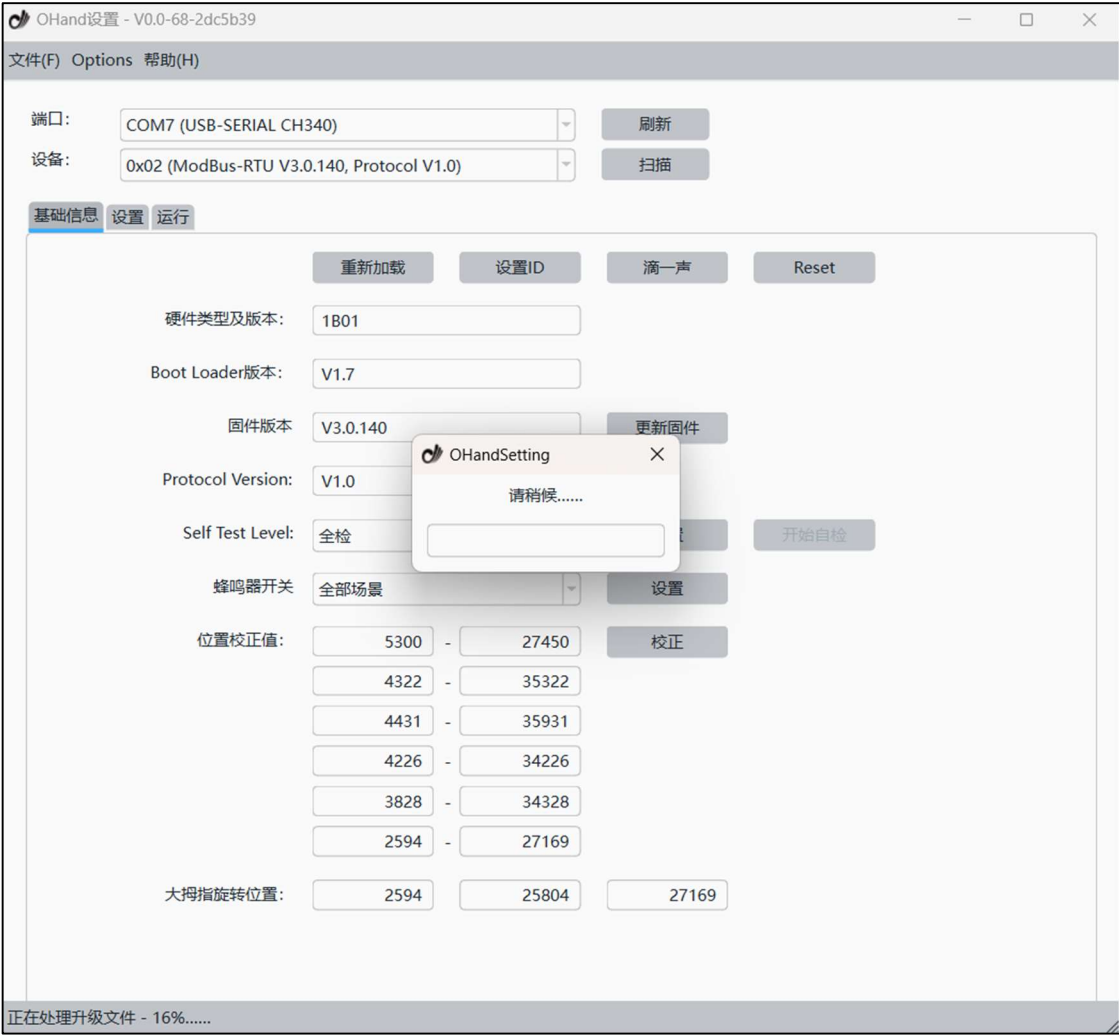 OHand设置 - V0.0-68-2dc5b39
文件(F) Options 帮助(H)
端口: COM7 (USB-SERIAL CH340) 刷新
设备: 0x02 (ModBus-RTU V3.0.140, Protocol V1.0) 扫描
基础信息 设置 运行
重新加载 设置ID 滴一声 Reset
硬件类型及版本: 1B01
Boot Loader版本: V1.7
固件版本 V3.0.140 更新固件
OHandSetting
请稍候......
Protocol Version: V1.0
Self Test Level: 全检 开始自检
蜂鸣器开关 全部场景 设置
位置校正值: 5300 - 27450 校正
4322 - 35322
4431 - 35931
4226 - 34226
3828 - 34328
2594 - 27169
大拇指旋转位置: 2594 25804 27169
正在处理升级文件 - 16%......